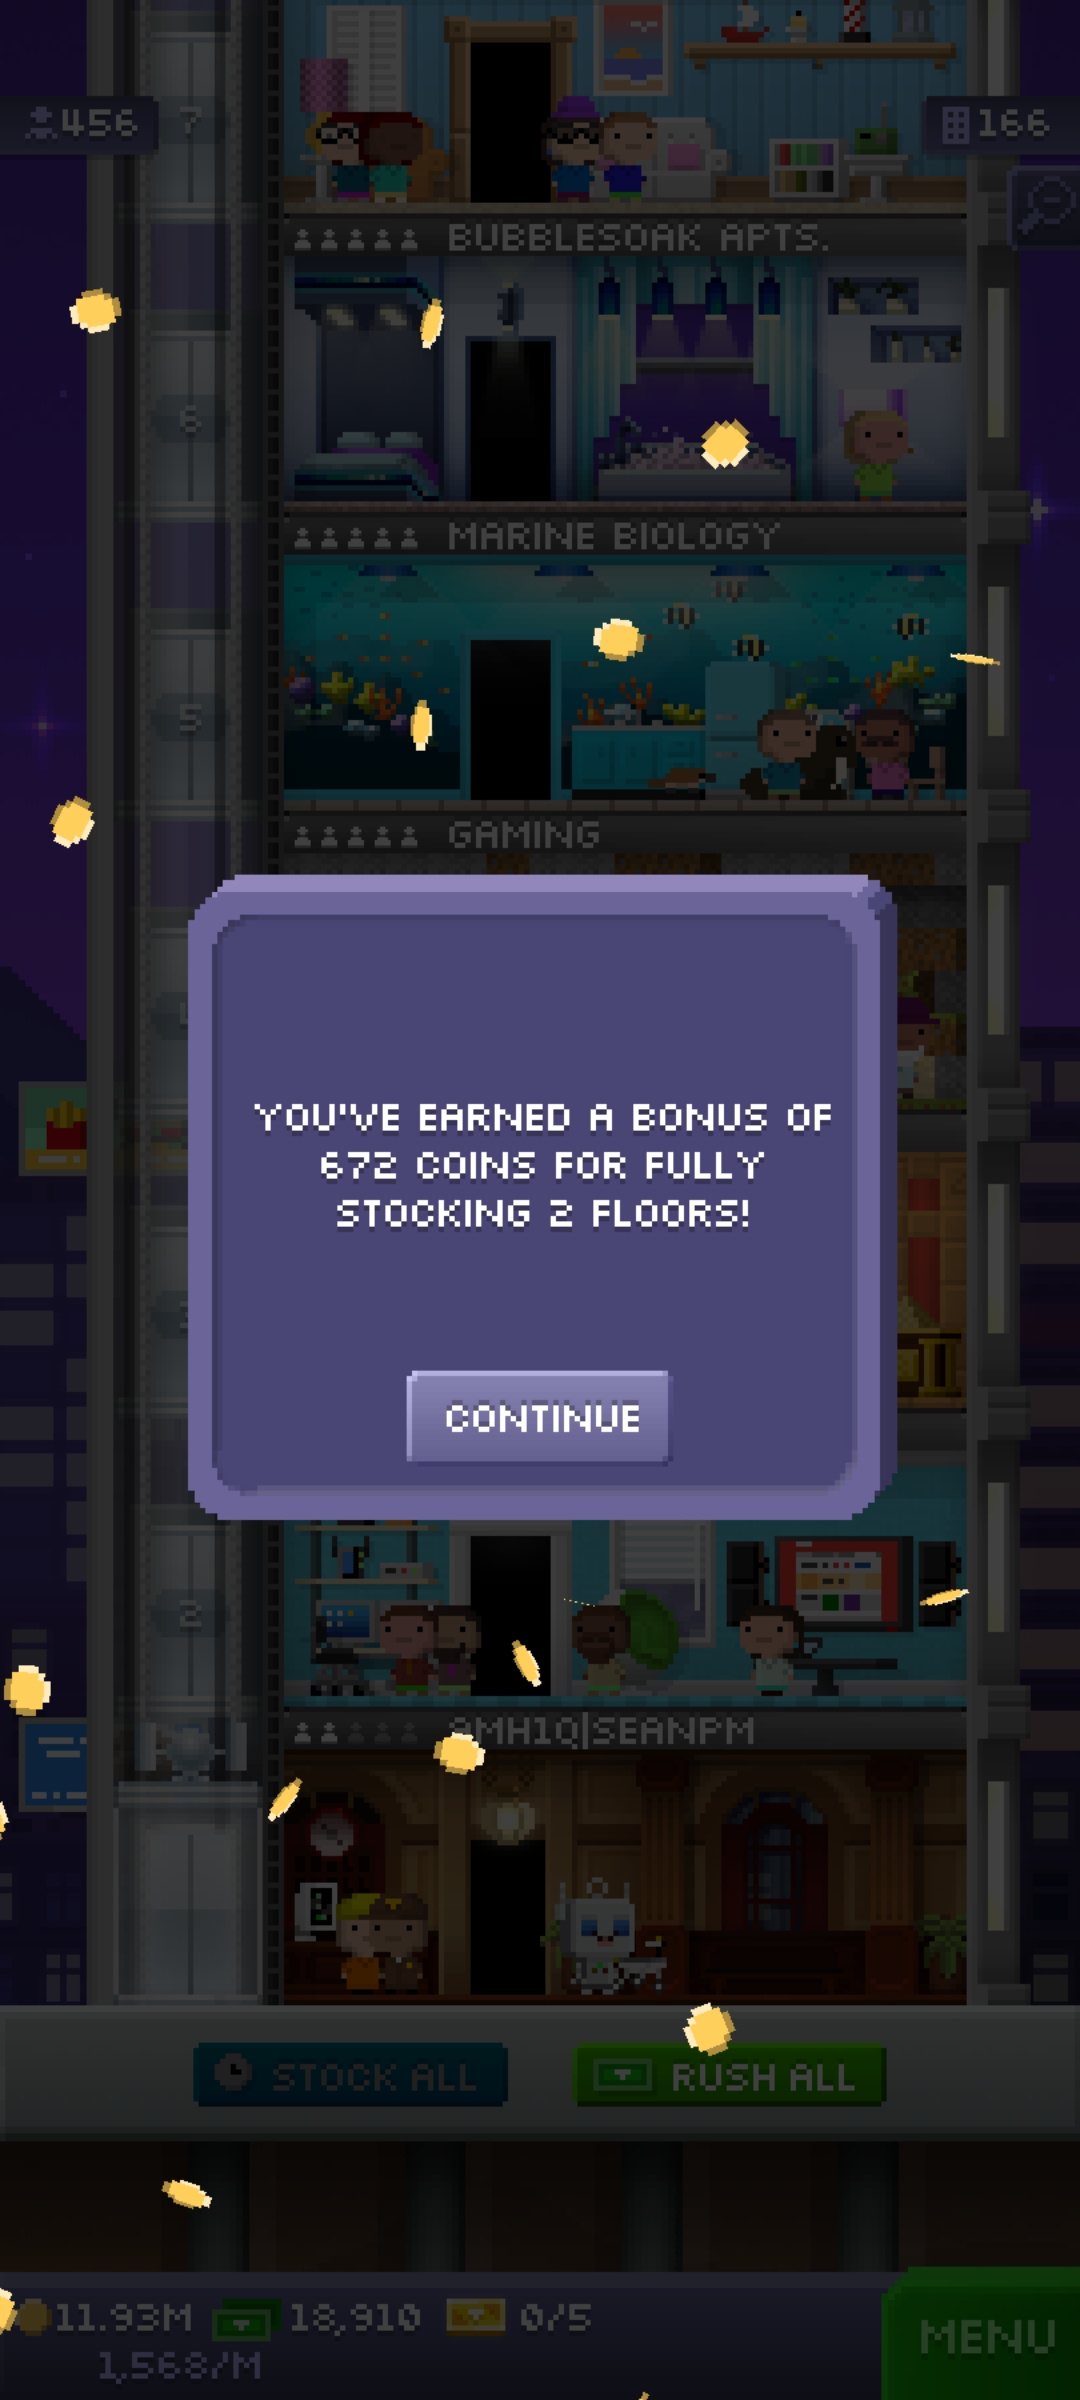 456
7
166
BUBBLESOAK APTS.
6
MARINE BIOLOGY
5
GAMING
YOU'VE EARNED A BONUS OF
672 COINS FOR FULLY
STOCKING 2 FLOORS!
CONTINUE
2
AMH1Q|SEANPM
STOCK ALL
RUSH ALL
11.93M
18,910
0/5
1,568/M
MENU